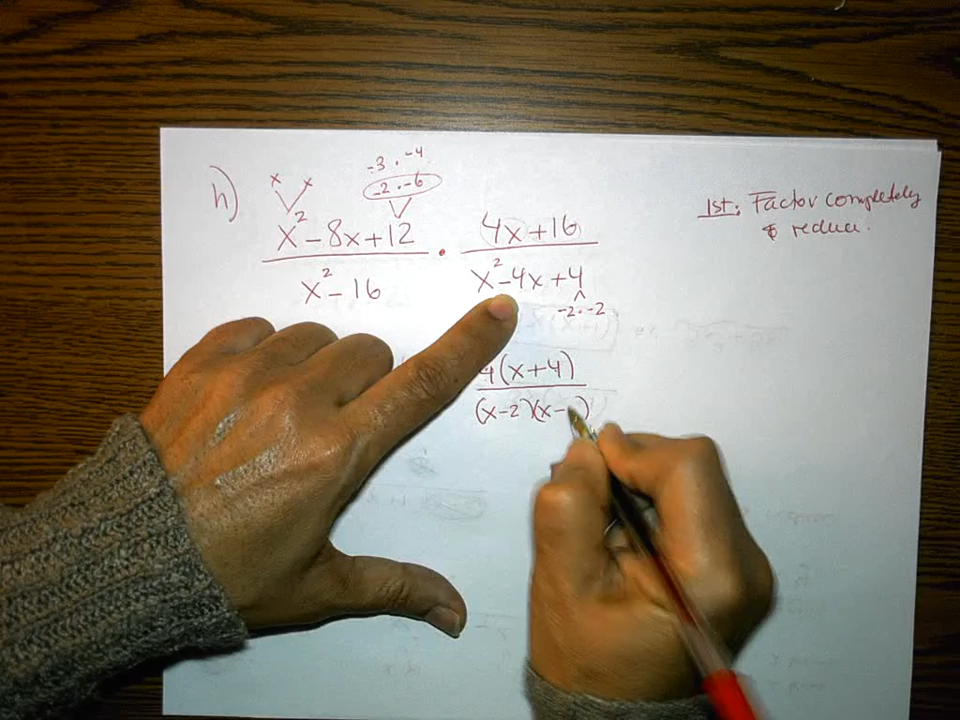 h)
x x
-3 · -4
-2 · -6
x² - 8x + 12 · 4x + 16
x² - 16 x² - 4x + 4
-2 · -2
4(x+4)
(x-2)(x- )
1st: Factor completely
& reduce.